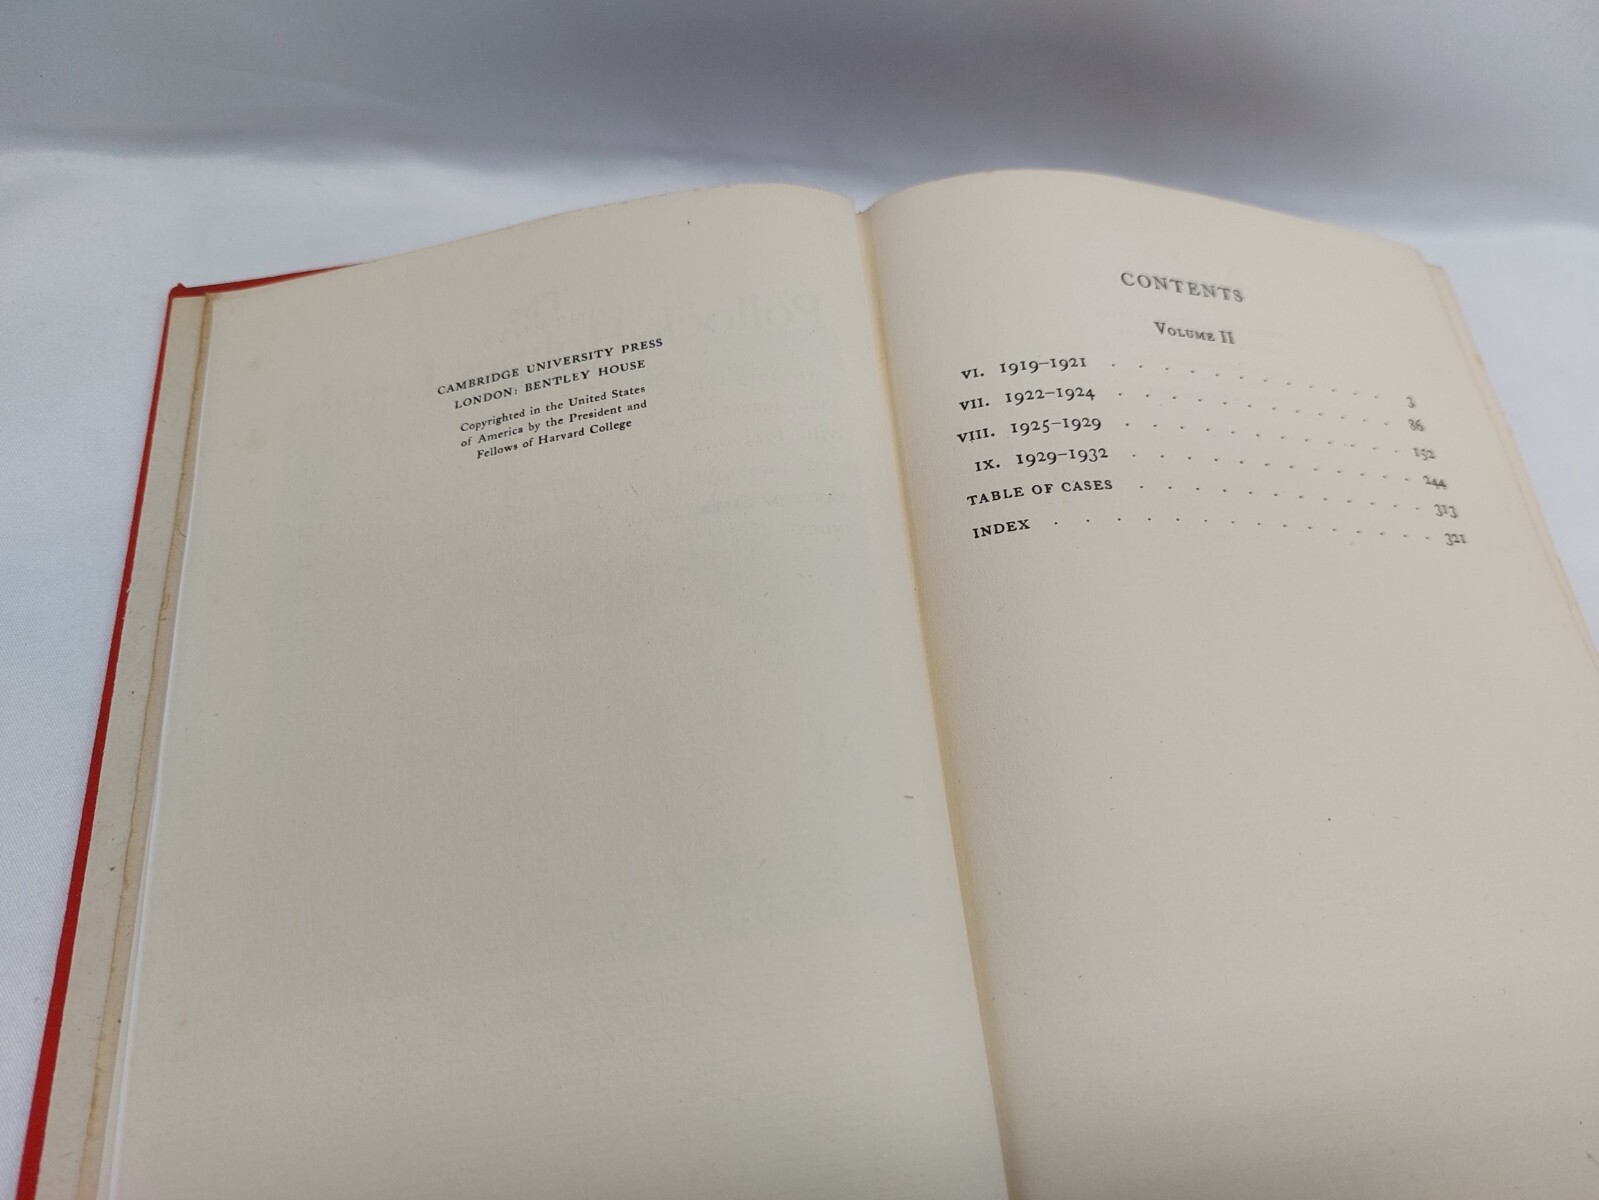 CAMBRIDGE UNIVERSITY PRESS
LONDON: BENTLEY HOUSE
Copyrighted in the United States
of America by the President and
Fellows of Harvard College
CONTENTS
VOLUME II
VI. 1919–1921 . . . . . . . . . . . 3
VII. 1922–1924 . . . . . . . . . . . 86
VIII. 1925–1929 . . . . . . . . . . . 152
IX. 1929–1932 . . . . . . . . . . . 244
TABLE OF CASES . . . . . . . . . . . 313
INDEX . . . . . . . . . . . . . 321